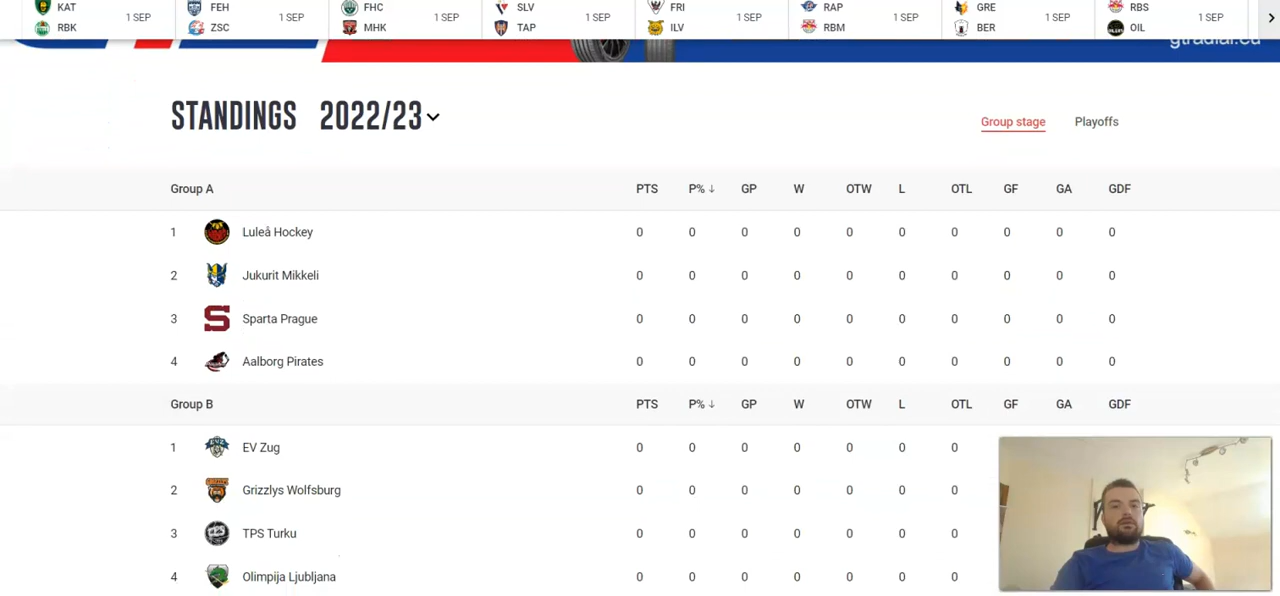 KAT 1 SEP FEH 1 SEP FHC 1 SEP SLV 1 SEP FRI 1 SEP RAP 1 SEP GRE 1 SEP RBS 1 SEP
RBK ZSC MHK TAP ILV RBM BER OIL
gtradial.eu
STANDINGS 2022/23
Group stage Playoffs
Group A PTS P% ↓ GP W OTW L OTL GF GA GDF
1 Luleå Hockey 0 0 0 0 0 0 0 0 0 0
2 Jukurit Mikkeli 0 0 0 0 0 0 0 0 0 0
3 Sparta Prague 0 0 0 0 0 0 0 0 0 0
4 Aalborg Pirates 0 0 0 0 0 0 0 0 0 0
Group B PTS P% ↓ GP W OTW L OTL GF GA GDF
1 EV Zug 0 0 0 0 0 0 0
2 Grizzlys Wolfsburg 0 0 0 0 0 0 0
3 TPS Turku 0 0 0 0 0 0 0
4 Olimpija Ljubljana 0 0 0 0 0 0 0